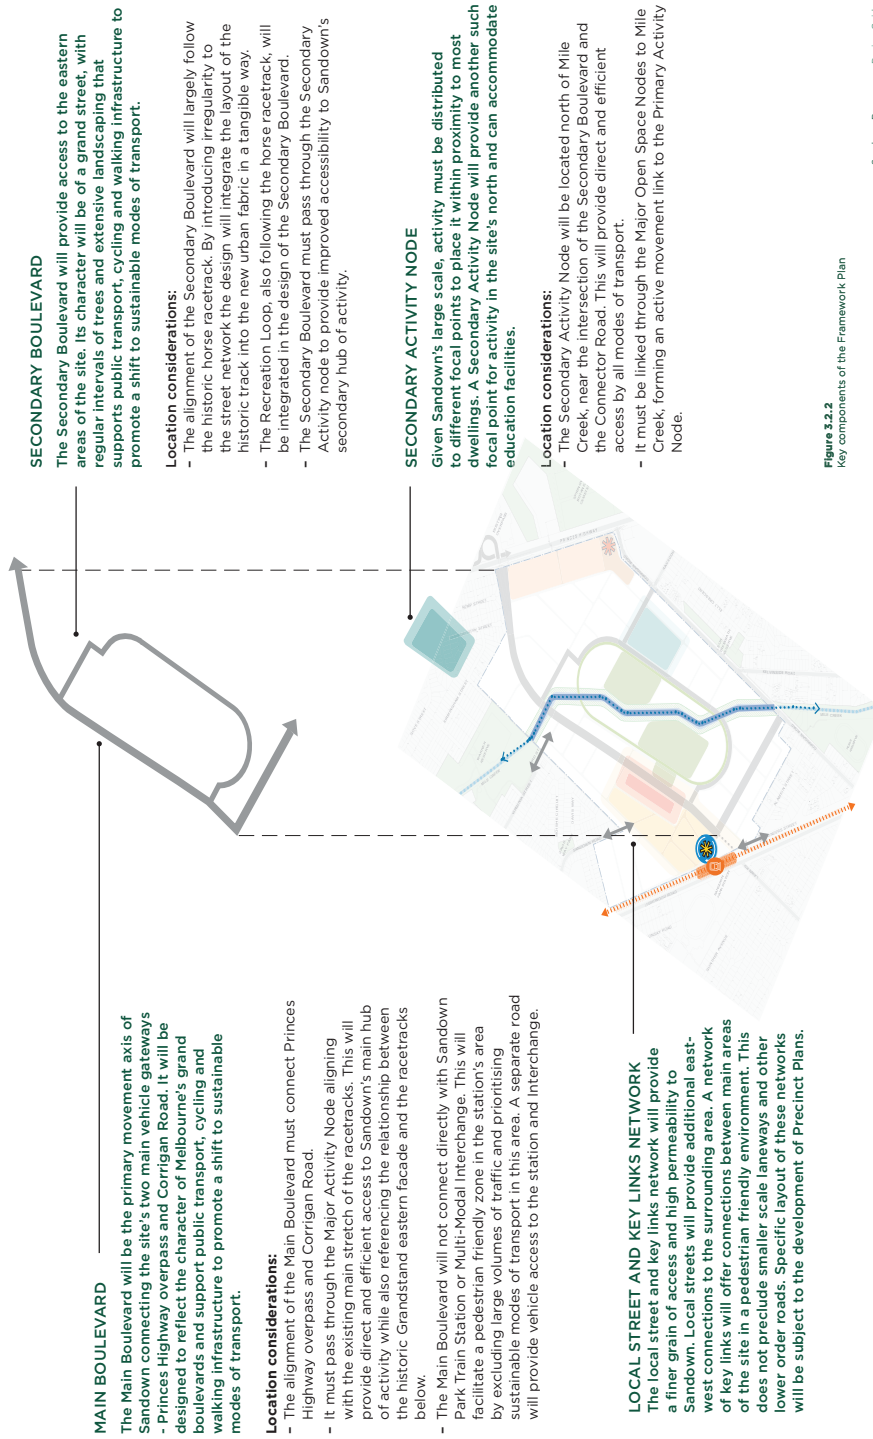 MAIN BOULEVARD
The Main Boulevard will be the primary movement axis of
Sandown connecting the site's two main vehicle gateways
- Princes Highway overpass and Corrigan Road. It will be
designed to reflect the character of Melbourne's grand
boulevards and support public transport, cycling and
walking infrastructure to promote a shift to sustainable
modes of transport.
Location considerations:
– The alignment of the Main Boulevard must connect Princes
Highway overpass and Corrigan Road.
– It must pass through the Major Activity Node aligning
with the existing main stretch of the racetracks. This will
provide direct and efficient access to Sandown's main hub
of activity while also referencing the relationship between
the historic Grandstand eastern facade and the racetracks
below.
– The Main Boulevard will not connect directly with Sandown
Park Train Station or Multi-Modal Interchange. This will
facilitate a pedestrian friendly zone in the station's area
by excluding large volumes of traffic and prioritising
sustainable modes of transport in this area. A separate road
will provide vehicle access to the station and Interchange.
LOCAL STREET AND KEY LINKS NETWORK
The local street and key links network will provide
a finer grain of access and high permeability to
Sandown. Local streets will provide additional east-
west connections to the surrounding area. A network
of key links will offer connections between main areas
of the site in a pedestrian friendly environment. This
does not preclude smaller scale laneways and other
lower order roads. Specific layout of these networks
will be subject to the development of Precinct Plans.
SECONDARY BOULEVARD
The Secondary Boulevard will provide access to the eastern
areas of the site. Its character will be of a grand street, with
regular intervals of trees and extensive landscaping that
supports public transport, cycling and walking infrastructure to
promote a shift to sustainable modes of transport.
Location considerations:
– The alignment of the Secondary Boulevard will largely follow
the historic horse racetrack. By introducing irregularity to
the street network the design will integrate the layout of the
historic track into the new urban fabric in a tangible way.
– The Recreation Loop, also following the horse racetrack, will
be integrated in the design of the Secondary Boulevard.
– The Secondary Boulevard must pass through the Secondary
Activity node to provide improved accessibility to Sandown's
secondary hub of activity.
SECONDARY ACTIVITY NODE
Given Sandown's large scale, activity must be distributed
to different focal points to place it within proximity to most
dwellings. A Secondary Activity Node will provide another such
focal point for activity in the site's north and can accommodate
education facilities.
Location considerations:
– The Secondary Activity Node will be located north of Mile
Creek, near the intersection of the Secondary Boulevard and
the Connector Road. This will provide direct and efficient
access by all modes of transport.
– It must be linked through the Major Open Space Nodes to Mile
Creek, forming an active movement link to the Primary Activity
Node.
Figure 3.2.2
Key components of the Framework Plan